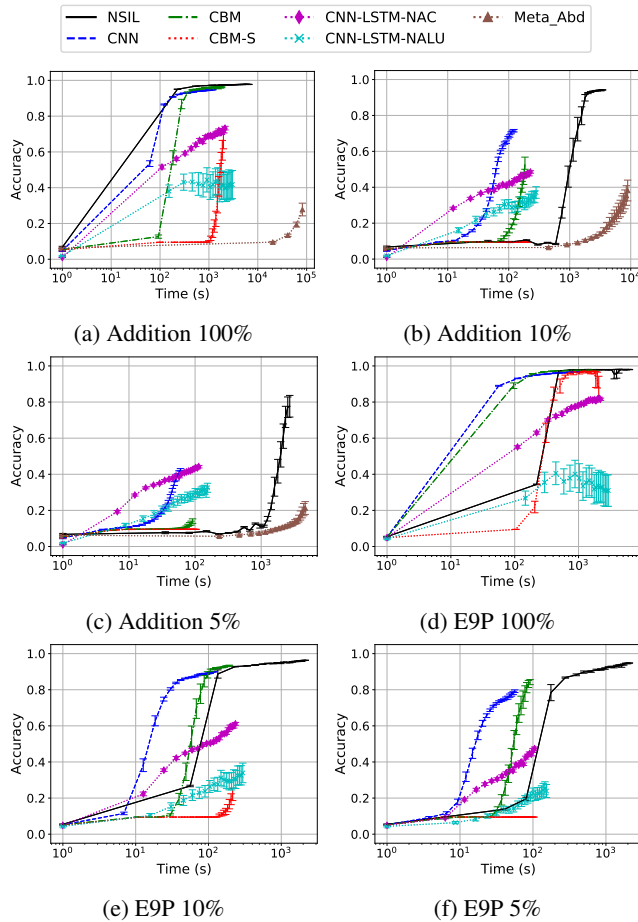 NSIL CBM CNN-LSTM-NAC Meta_Abd
CNN CBM-S CNN-LSTM-NALU
1.0
0.8
0.6
0.4
0.2
0.0
Accuracy
10⁰ 10¹ 10² 10³ 10⁴ 10⁵
Time (s)
(a) Addition 100%
1.0
0.8
0.6
0.4
0.2
0.0
Accuracy
10⁰ 10¹ 10² 10³ 10⁴
Time (s)
(b) Addition 10%
1.0
0.8
0.6
0.4
0.2
0.0
Accuracy
10⁰ 10¹ 10² 10³
Time (s)
(c) Addition 5%
1.0
0.8
0.6
0.4
0.2
0.0
Accuracy
10⁰ 10¹ 10² 10³
Time (s)
(d) E9P 100%
1.0
0.8
0.6
0.4
0.2
0.0
Accuracy
10⁰ 10¹ 10² 10³
Time (s)
(e) E9P 10%
1.0
0.8
0.6
0.4
0.2
0.0
Accuracy
10⁰ 10¹ 10² 10³
Time (s)
(f) E9P 5%